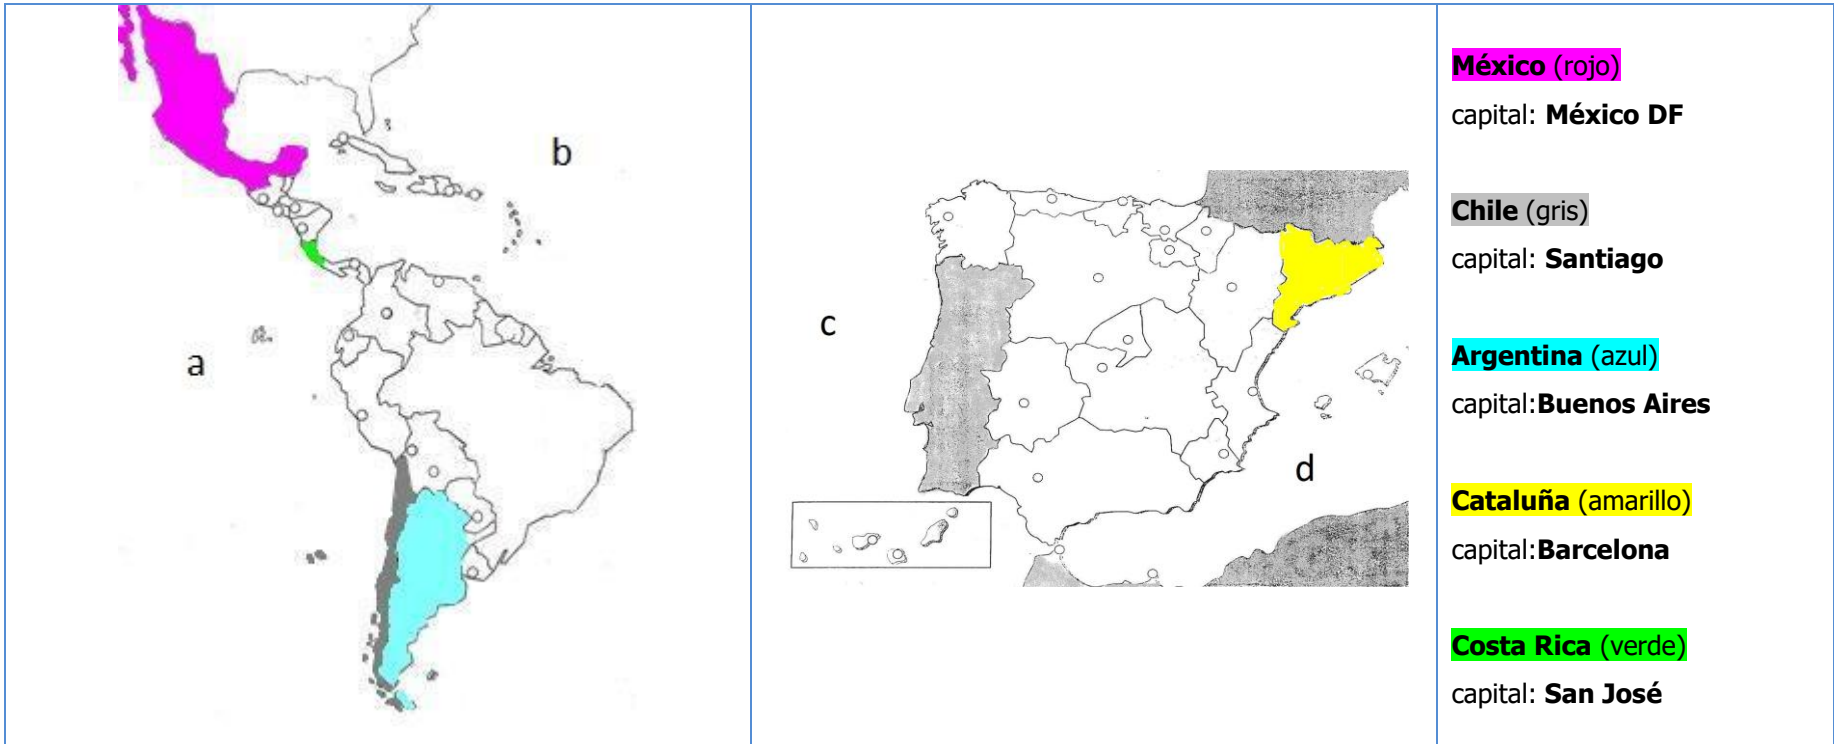 b
a
c
d
México (rojo)
capital: México DF
Chile (gris)
capital: Santiago
Argentina (azul)
capital:Buenos Aires
Cataluña (amarillo)
capital:Barcelona
Costa Rica (verde)
capital: San José